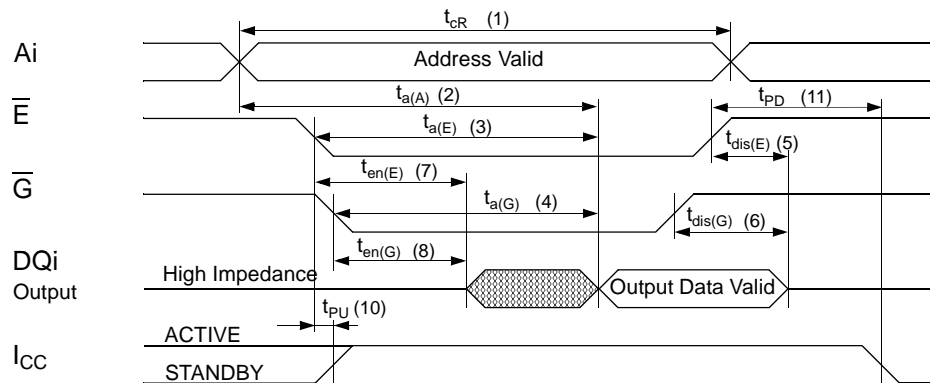 tcR (1)
Ai
Address Valid
ta(A) (2)
tPD (11)
E
ta(E) (3)
tdis(E) (5)
ten(E) (7)
G
ta(G) (4)
tdis(G) (6)
ten(G) (8)
DQi
Output
High Impedance
Output Data Valid
tPU (10)
ACTIVE
ICC
STANDBY